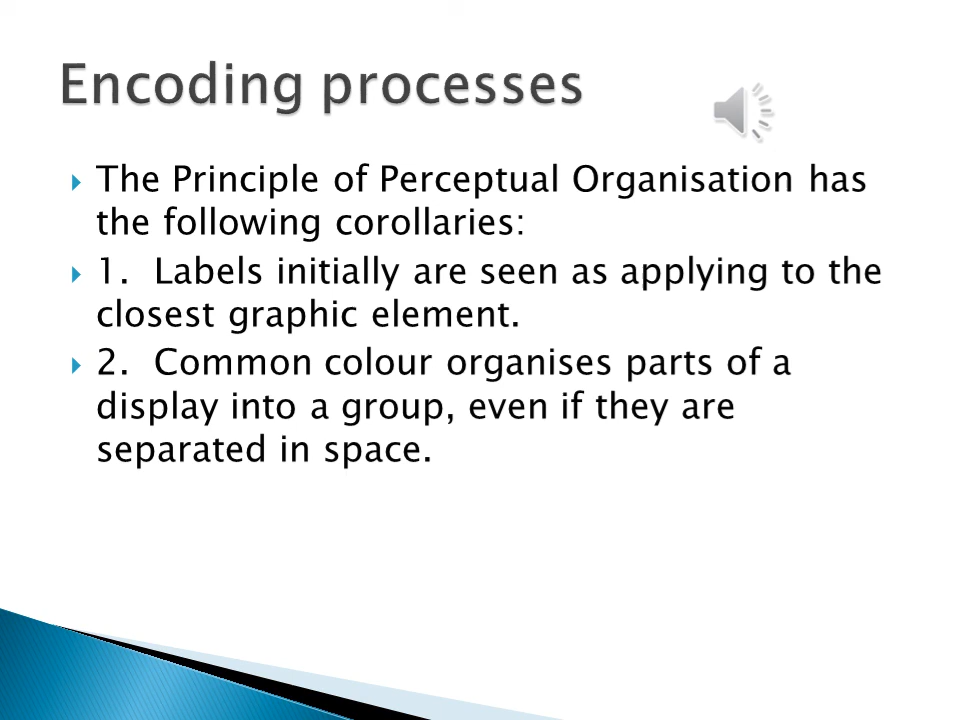 Encoding processes
The Principle of Perceptual Organisation has
the following corollaries:
1. Labels initially are seen as applying to the
closest graphic element.
2. Common colour organises parts of a
display into a group, even if they are
separated in space.